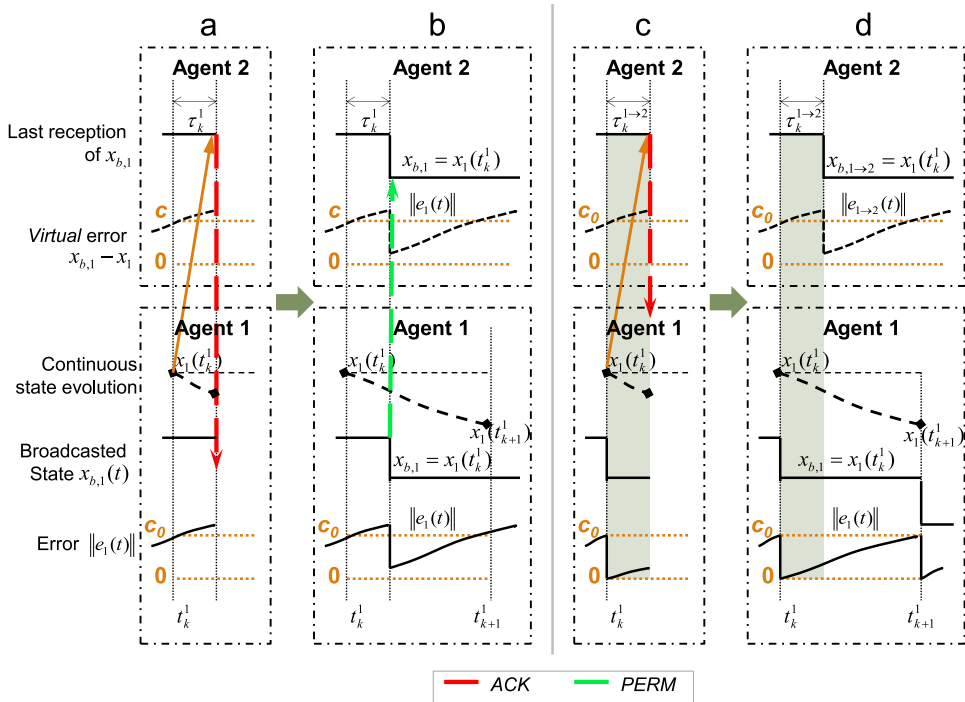 a
b
c
d
Agent 2
Agent 2
Agent 2
Agent 2
Last reception
of x_{b,1}
τ_k^1
τ_k^1
τ_k^{1→2}
τ_k^{1→2}
x_{b,1} = x_1(t_k^1)
x_{b,1→2} = x_1(t_k^1)
Virtual error
x_{b,1} − x_1
c
0
c
0
‖e_1(t)‖
c_0
0
c_0
0
‖e_{1→2}(t)‖
Agent 1
Agent 1
Agent 1
Agent 1
Continuous
state evolution
x_1(t_k^1)
x_1(t_k^1)
x_1(t_{k+1}^1)
x_1(t_k^1)
x_1(t_k^1)
x_1(t_{k+1}^1)
Broadcasted
State x_{b,1}(t)
x_{b,1} = x_1(t_k^1)
x_{b,1} = x_1(t_k^1)
Error ‖e_1(t)‖
c_0
0
c_0
0
‖e_1(t)‖
c_0
0
c_0
0
‖e_1(t)‖
t_k^1
t_k^1
t_{k+1}^1
t_k^1
t_k^1
t_{k+1}^1
ACK
PERM